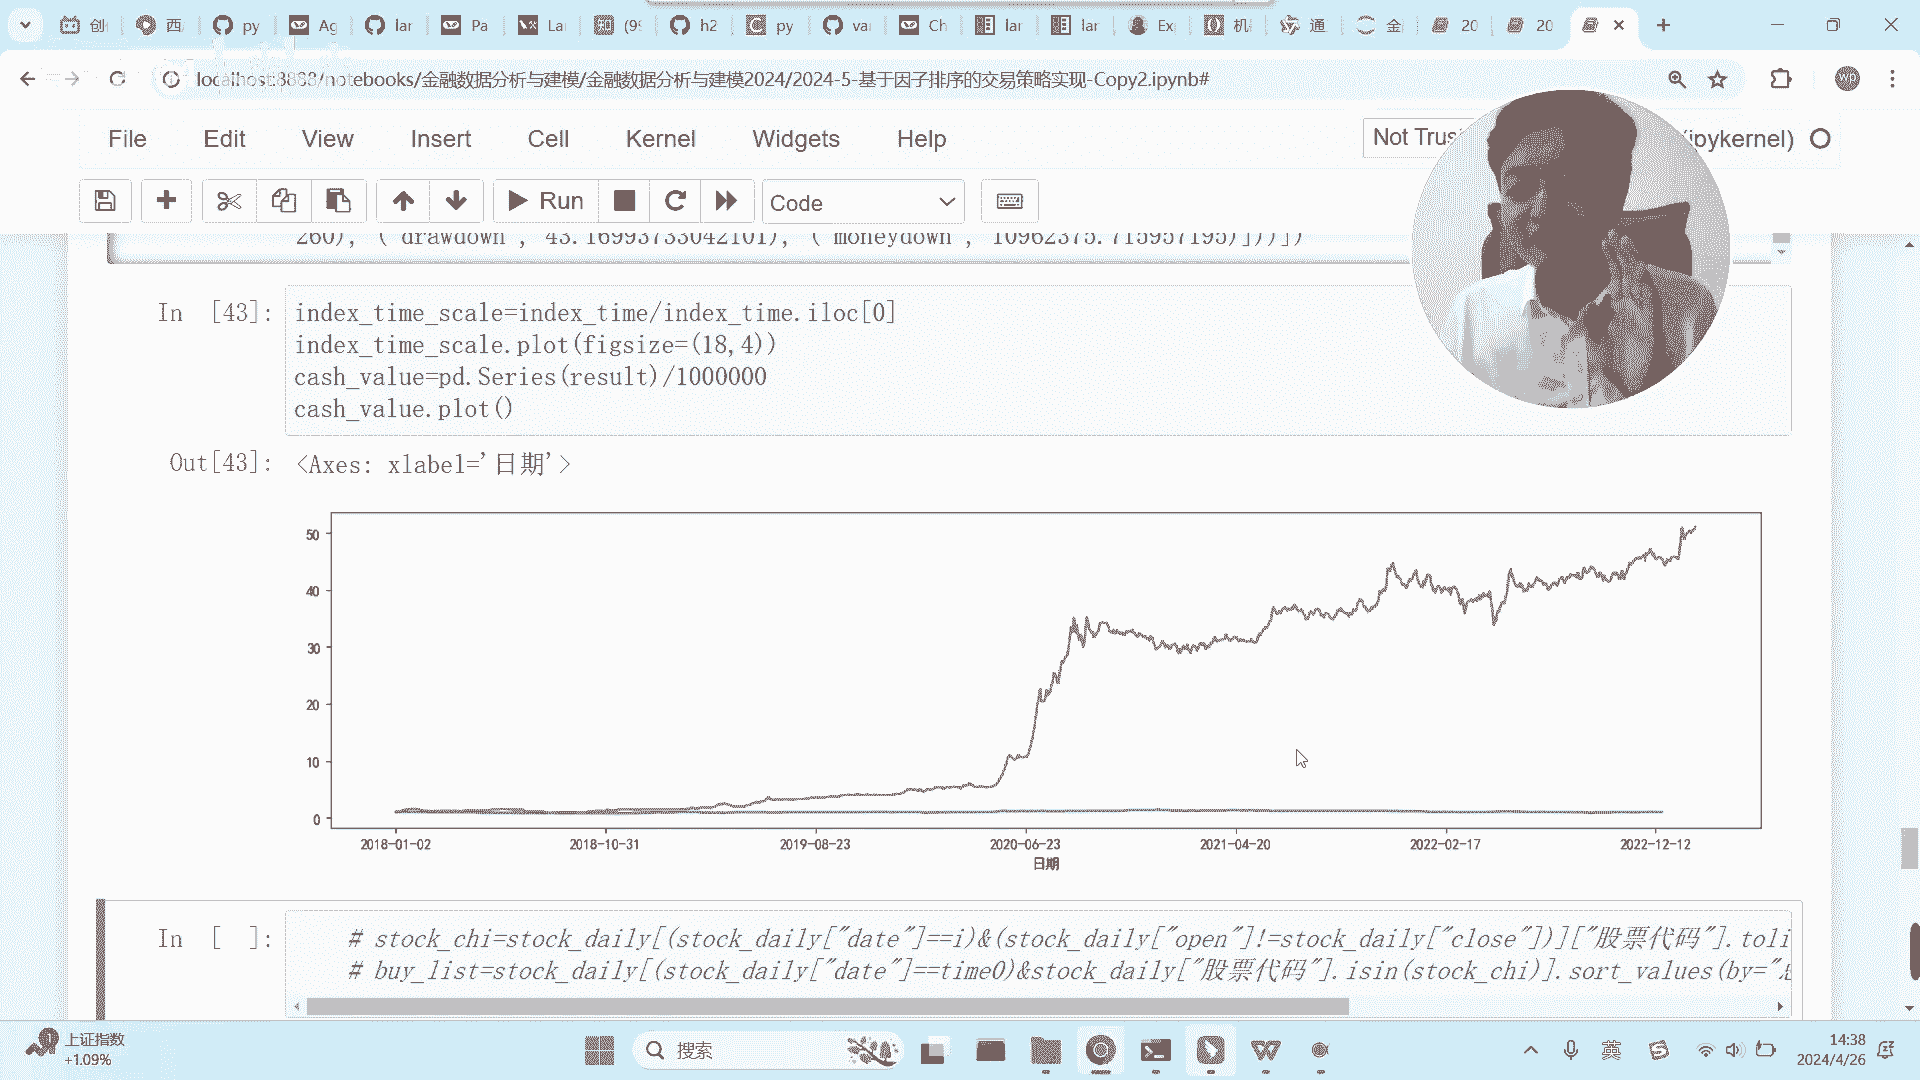 创 西 py Ag lar Pa La (9 h2 py vai Ch lar lar Ex 机 通 金 20 20
localhost:8888/notebooks/金融数据分析与建模/金融数据分析与建模2024/2024-5-基于因子排序的交易策略实现-Copy2.ipynb#
wp
File Edit View Insert Cell Kernel Widgets Help
Not Trus
(ipykernel)
Run
Code
260), ('drawdown', 43.16993733042101), ('moneydown', 10962375.715957195)]))])
In [43]:
index_time_scale=index_time/index_time.iloc[0]
index_time_scale.plot(figsize=(18,4))
cash_value=pd.Series(result)/1000000
cash_value.plot()
Out[43]: <Axes: xlabel='日期'>
50
40
30
20
10
0
2018-01-02 2018-10-31 2019-08-23 2020-06-23 2021-04-20 2022-02-17 2022-12-12
日期
In [ ]:
# stock_chi=stock_daily[(stock_daily["date"]==i)&(stock_daily["open"]!=stock_daily["close"])]["股票代码"].toli
# buy_list=stock_daily[(stock_daily["date"]==time0)&stock_daily["股票代码"].isin(stock_chi)].sort_values(by="
上证指数
+1.09%
搜索
英
14:38
2024/4/26